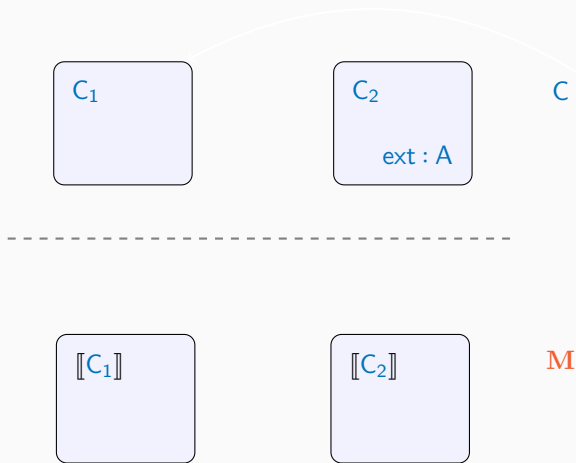 C₁ C₂ C
ext : A
⟦C₁⟧ ⟦C₂⟧ M